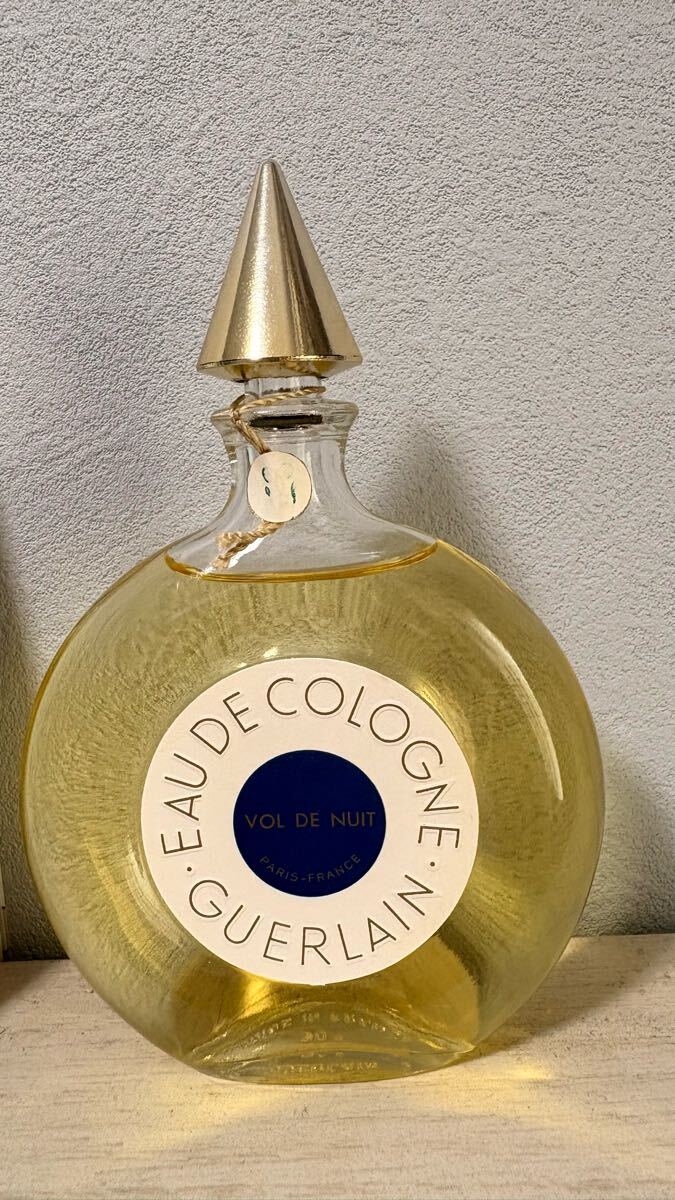 EAU DE COLOGNE
VOL DE NUIT
PARIS-FRANCE
· GUERLAIN ·